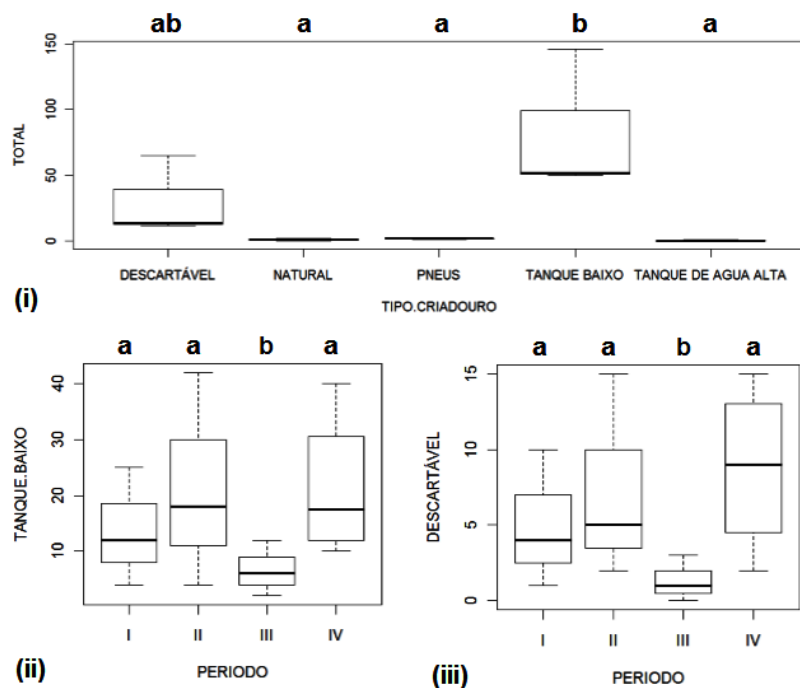 ab a a b a
150
100
50
0
TOTAL
DESCARTÁVEL NATURAL PNEUS TANQUE BAIXO TANQUE DE AGUA ALTA
TIPO.CRIADOURO
(i)
a a b a
40
30
20
10
TANQUE.BAIXO
I II III IV
PERIODO
(ii)
a a b a
15
10
5
0
DESCARTÁVEL
I II III IV
PERIODO
(iii)